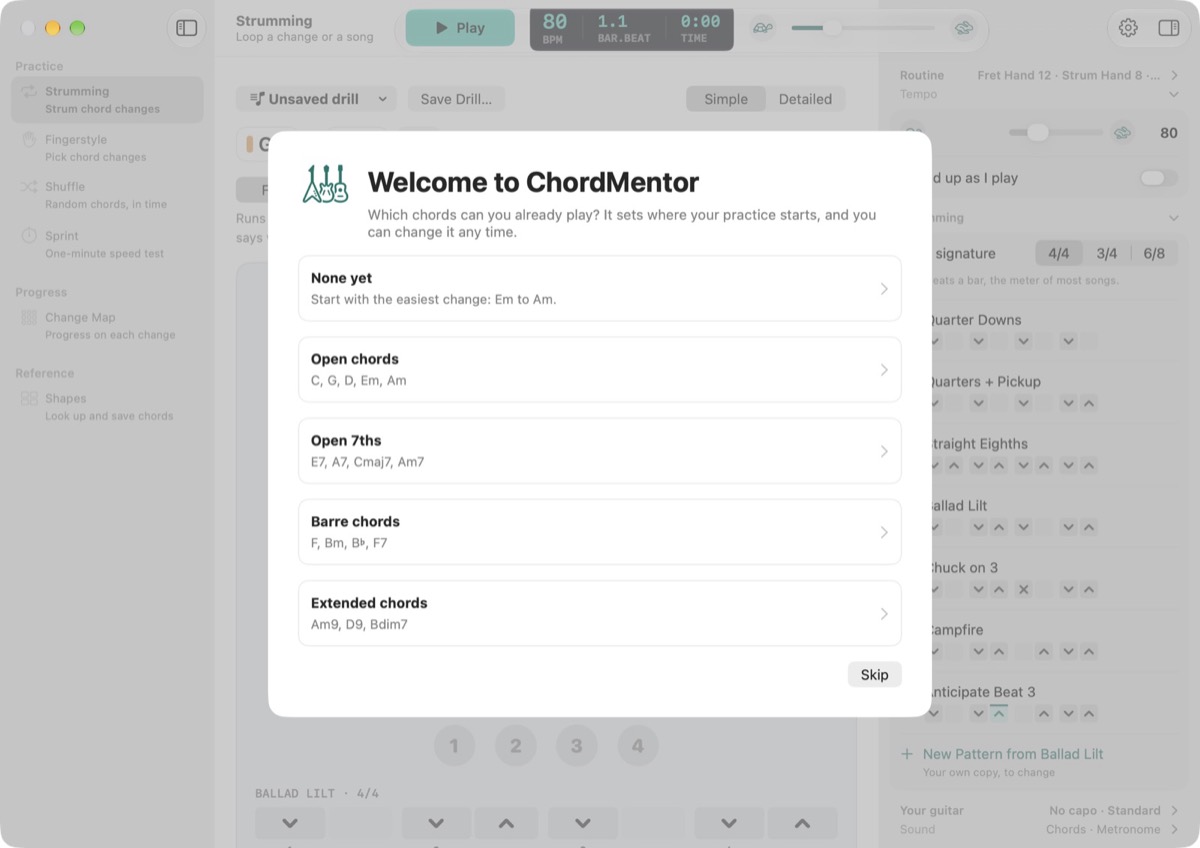 Strumming
Loop a change or a song
Play
80
BPM
1.1
BAR.BEAT
0:00
TIME
Practice
Strumming
Strum chord changes
Fingerstyle
Pick chord changes
Shuffle
Random chords, in time
Sprint
One-minute speed test
Progress
Change Map
Progress on each change
Reference
Shapes
Look up and save chords
Unsaved drill
Save Drill...
Simple
Detailed
G
F
Runs
says
Welcome to ChordMentor
Which chords can you already play? It sets where your practice starts, and you
can change it any time.
None yet
Start with the easiest change: Em to Am.
Open chords
C, G, D, Em, Am
Open 7ths
E7, A7, Cmaj7, Am7
Barre chords
F, Bm, B♭, F7
Extended chords
Am9, D9, Bdim7
Skip
1
2
3
4
BALLAD LILT · 4/4
Routine
Fret Hand 12 · Strum Hand 8 ·...
Tempo
80
d up as I play
ming
signature
4/4
3/4
6/8
eats a bar, the meter of most songs.
Quarter Downs
Quarters + Pickup
traight Eighths
allad Lilt
Chuck on 3
Campfire
Anticipate Beat 3
+ New Pattern from Ballad Lilt
Your own copy, to change
Your guitar
No capo · Standard
Sound
Chords · Metronome